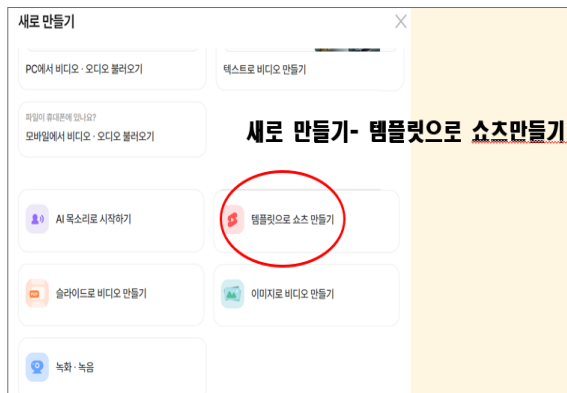 새로 만들기
PC에서 비디오 · 오디오 불러오기
텍스트로 비디오 만들기
파일이 휴대폰에 있나요?
모바일에서 비디오 · 오디오 불러오기
새로 만들기- 템플릿으로 쇼츠만들기
AI 목소리로 시작하기
템플릿으로 쇼츠 만들기
PDF
슬라이드로 비디오 만들기
이미지로 비디오 만들기
녹화 · 녹음